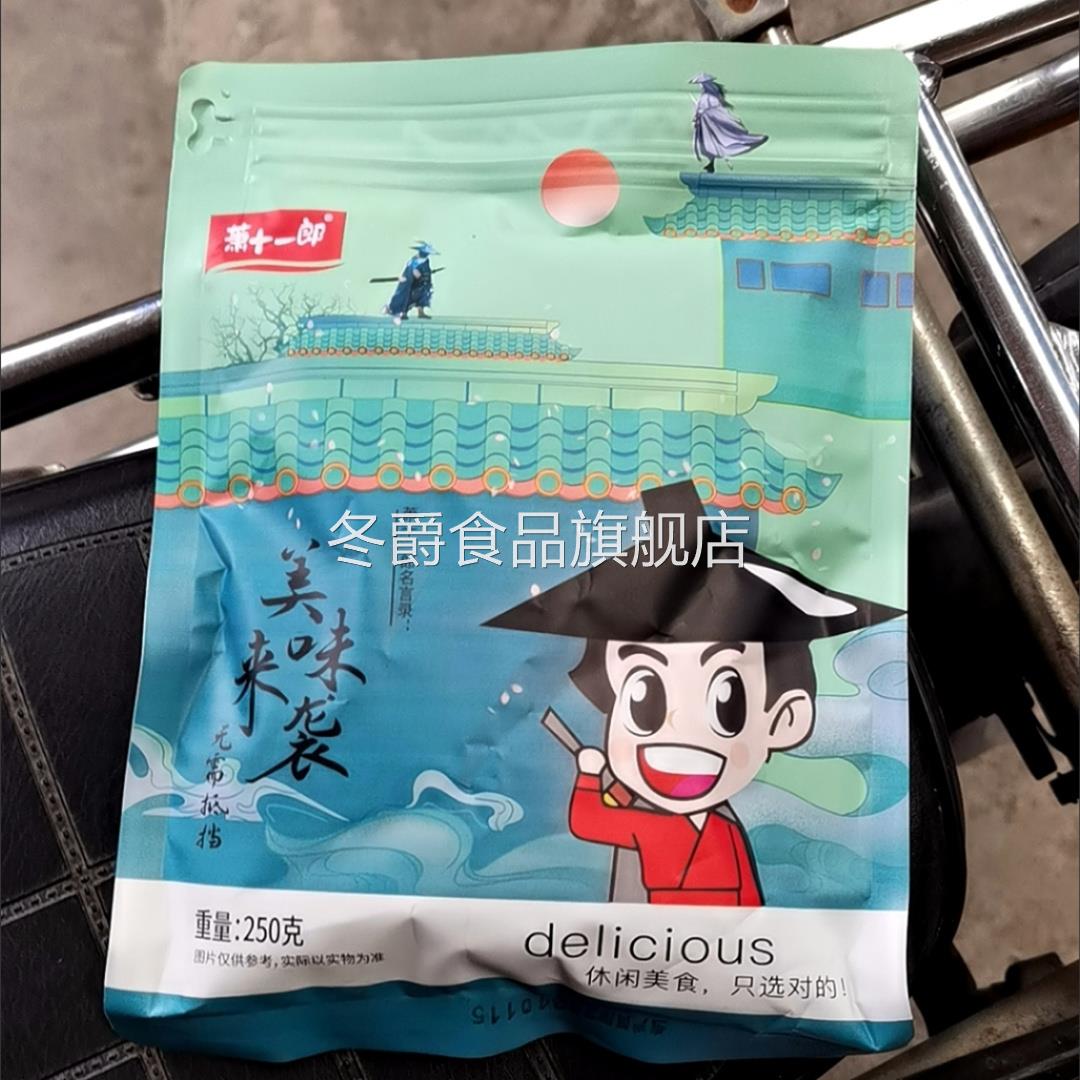 萧十一郎®
冬爵食品旗舰店
名言录：
美味
来袭
无需抵挡
重量：250克
图片仅供参考，实际以实物为准
delicious
休闲美食，只选对的！